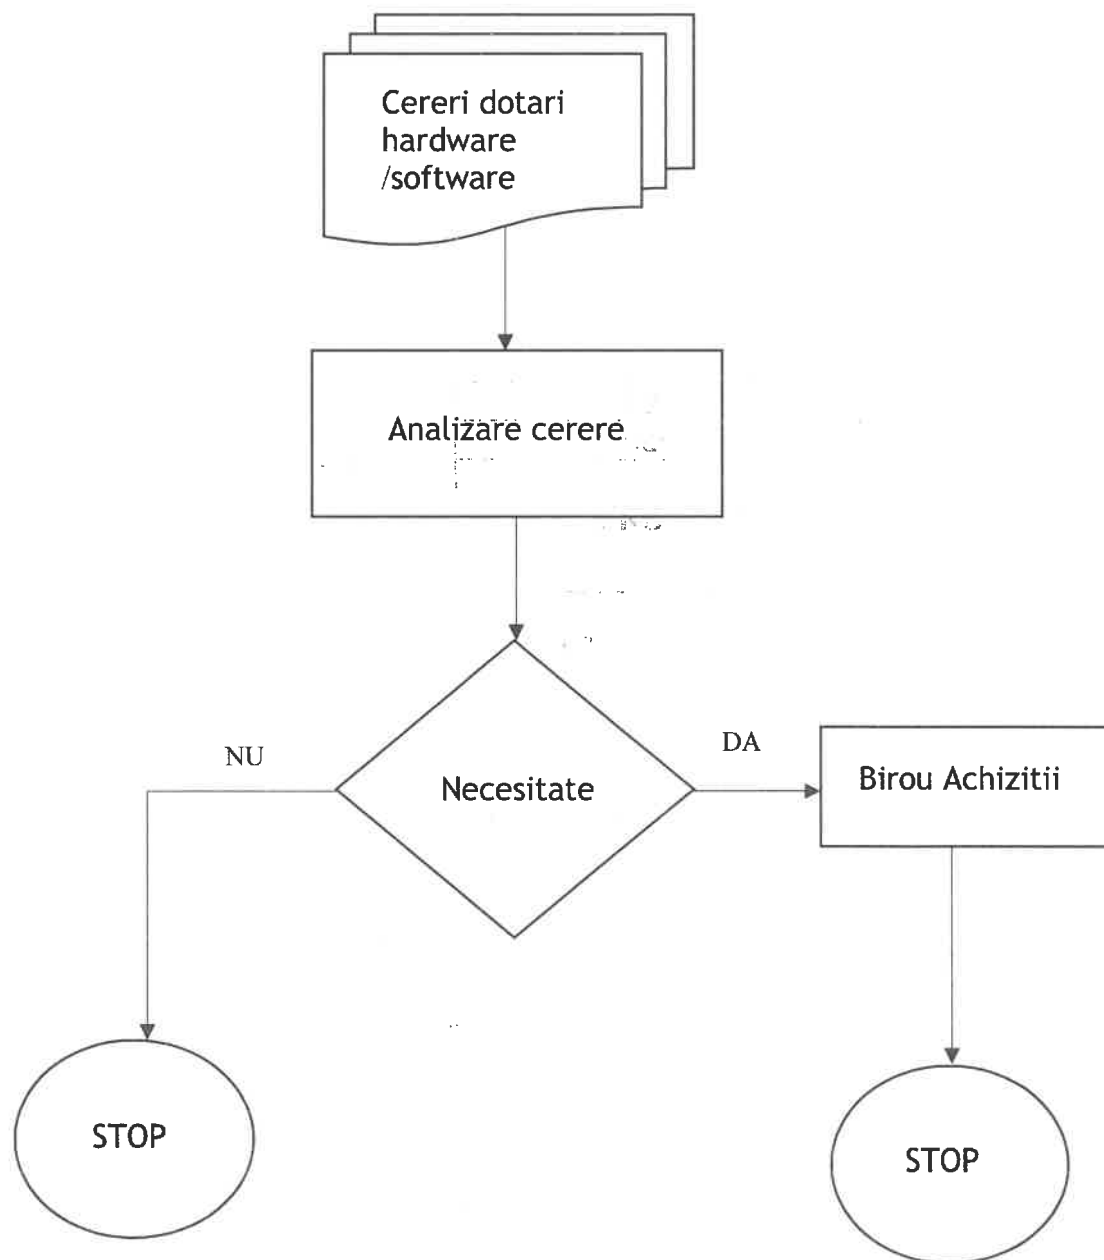 Cereri dotari
hardware
/software
Analizare cerere
NU
DA
Necesitate
Birou Achizitii
STOP
STOP